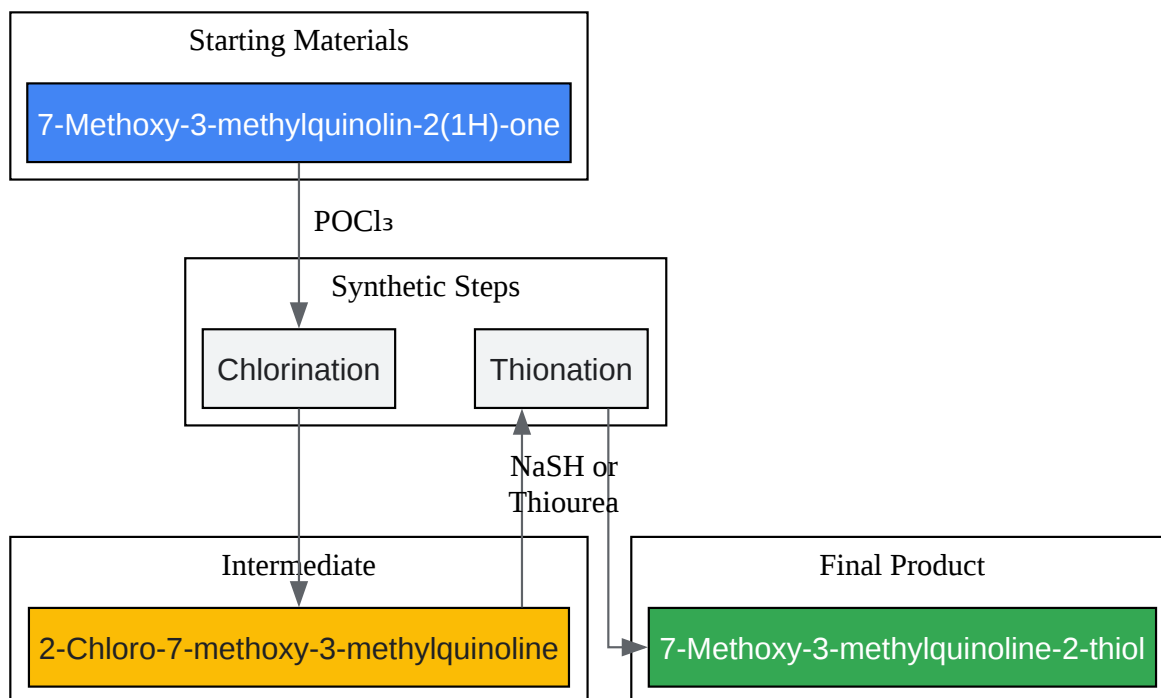 Starting Materials
7-Methoxy-3-methylquinolin-2(1H)-one
POCl₃
Synthetic Steps
Chlorination
Thionation
NaSH or
Thiourea
Intermediate
2-Chloro-7-methoxy-3-methylquinoline
Final Product
7-Methoxy-3-methylquinoline-2-thiol